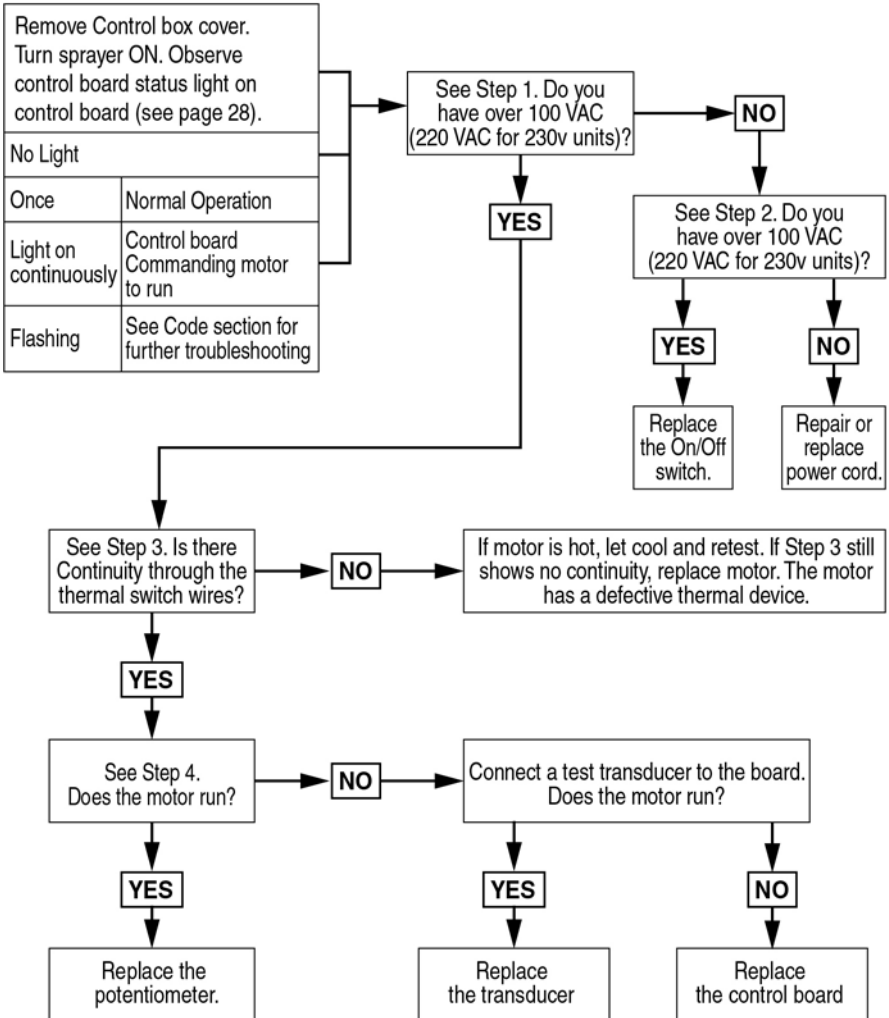 Remove Control box cover.
Turn sprayer ON. Observe
control board status light on
control board (see page 28).
No Light
Once
Normal Operation
Light on
continuously
Control board
Commanding motor
to run
Flashing
See Code section for
further troubleshooting
See Step 1. Do you
have over 100 VAC
(220 VAC for 230v units)?
NO
YES
See Step 2. Do you
have over 100 VAC
(220 VAC for 230v units)?
YES
NO
Replace
the On/Off
switch.
Repair or
replace
power cord.
See Step 3. Is there
Continuity through the
thermal switch wires?
NO
If motor is hot, let cool and retest. If Step 3 still
shows no continuity, replace motor. The motor
has a defective thermal device.
YES
See Step 4.
Does the motor run?
NO
Connect a test transducer to the board.
Does the motor run?
YES
YES
NO
Replace the
potentiometer.
Replace
the transducer
Replace
the control board